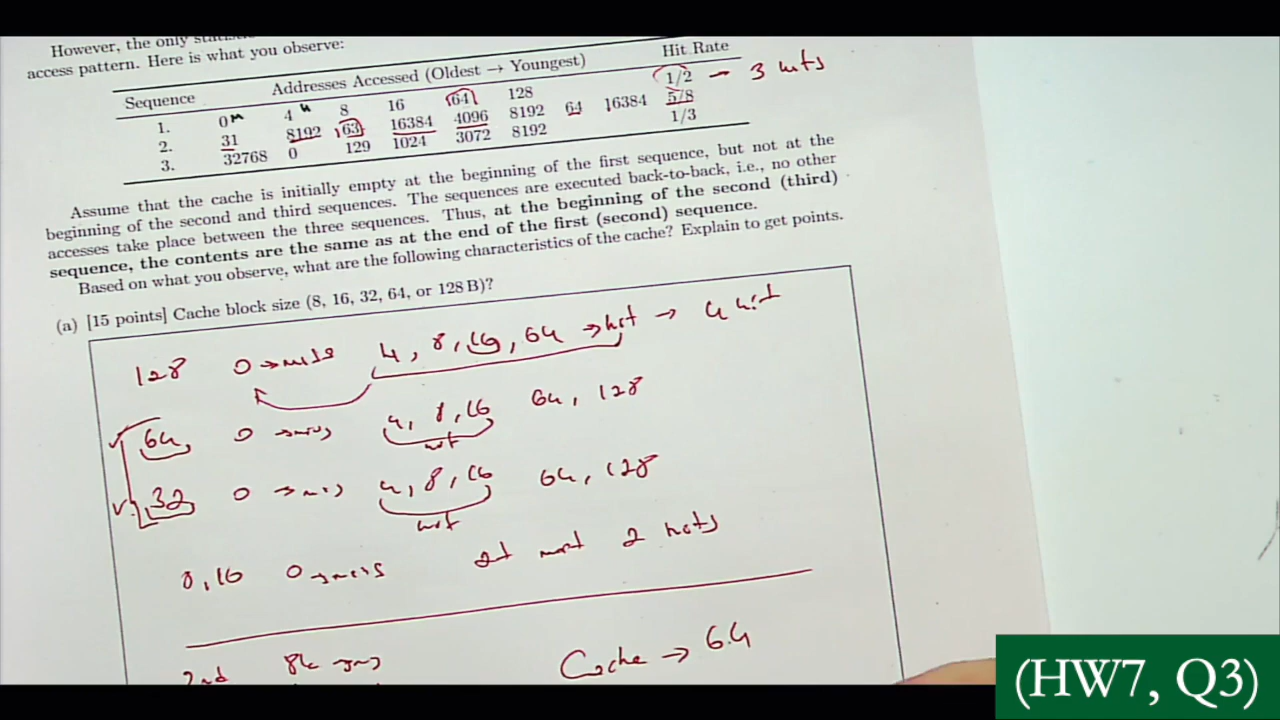 However, the only
access pattern. Here is what you observe:
Sequence Addresses Accessed (Oldest → Youngest) Hit Rate
1. 0 m 4 h 8 16 64 128 1/2 - 3 hits
2. 31 8192 63 16384 4096 8192 64 16384 5/8
3. 32768 0 129 1024 3072 8192 1/3
Assume that the cache is initially empty at the beginning of the first sequence, but not at the
beginning of the second and third sequences. The sequences are executed back-to-back, i.e., no other
accesses take place between the three sequences. Thus, at the beginning of the second (third)
sequence, the contents are the same as at the end of the first (second) sequence.
Based on what you observe, what are the following characteristics of the cache? Explain to get points.
(a) [15 points] Cache block size (8, 16, 32, 64, or 128 B)?
128 0 → miss 4, 8, 16, 64 → hit → 4 hit
64, 0 → miss 4, 8, 16 64, 128
hit
32 0 → miss 4, 8, 16 64, 128
hit
8, 16 0 → miss at most 2 hits
2nd 8k
Cache → 64
(HW7, Q3)